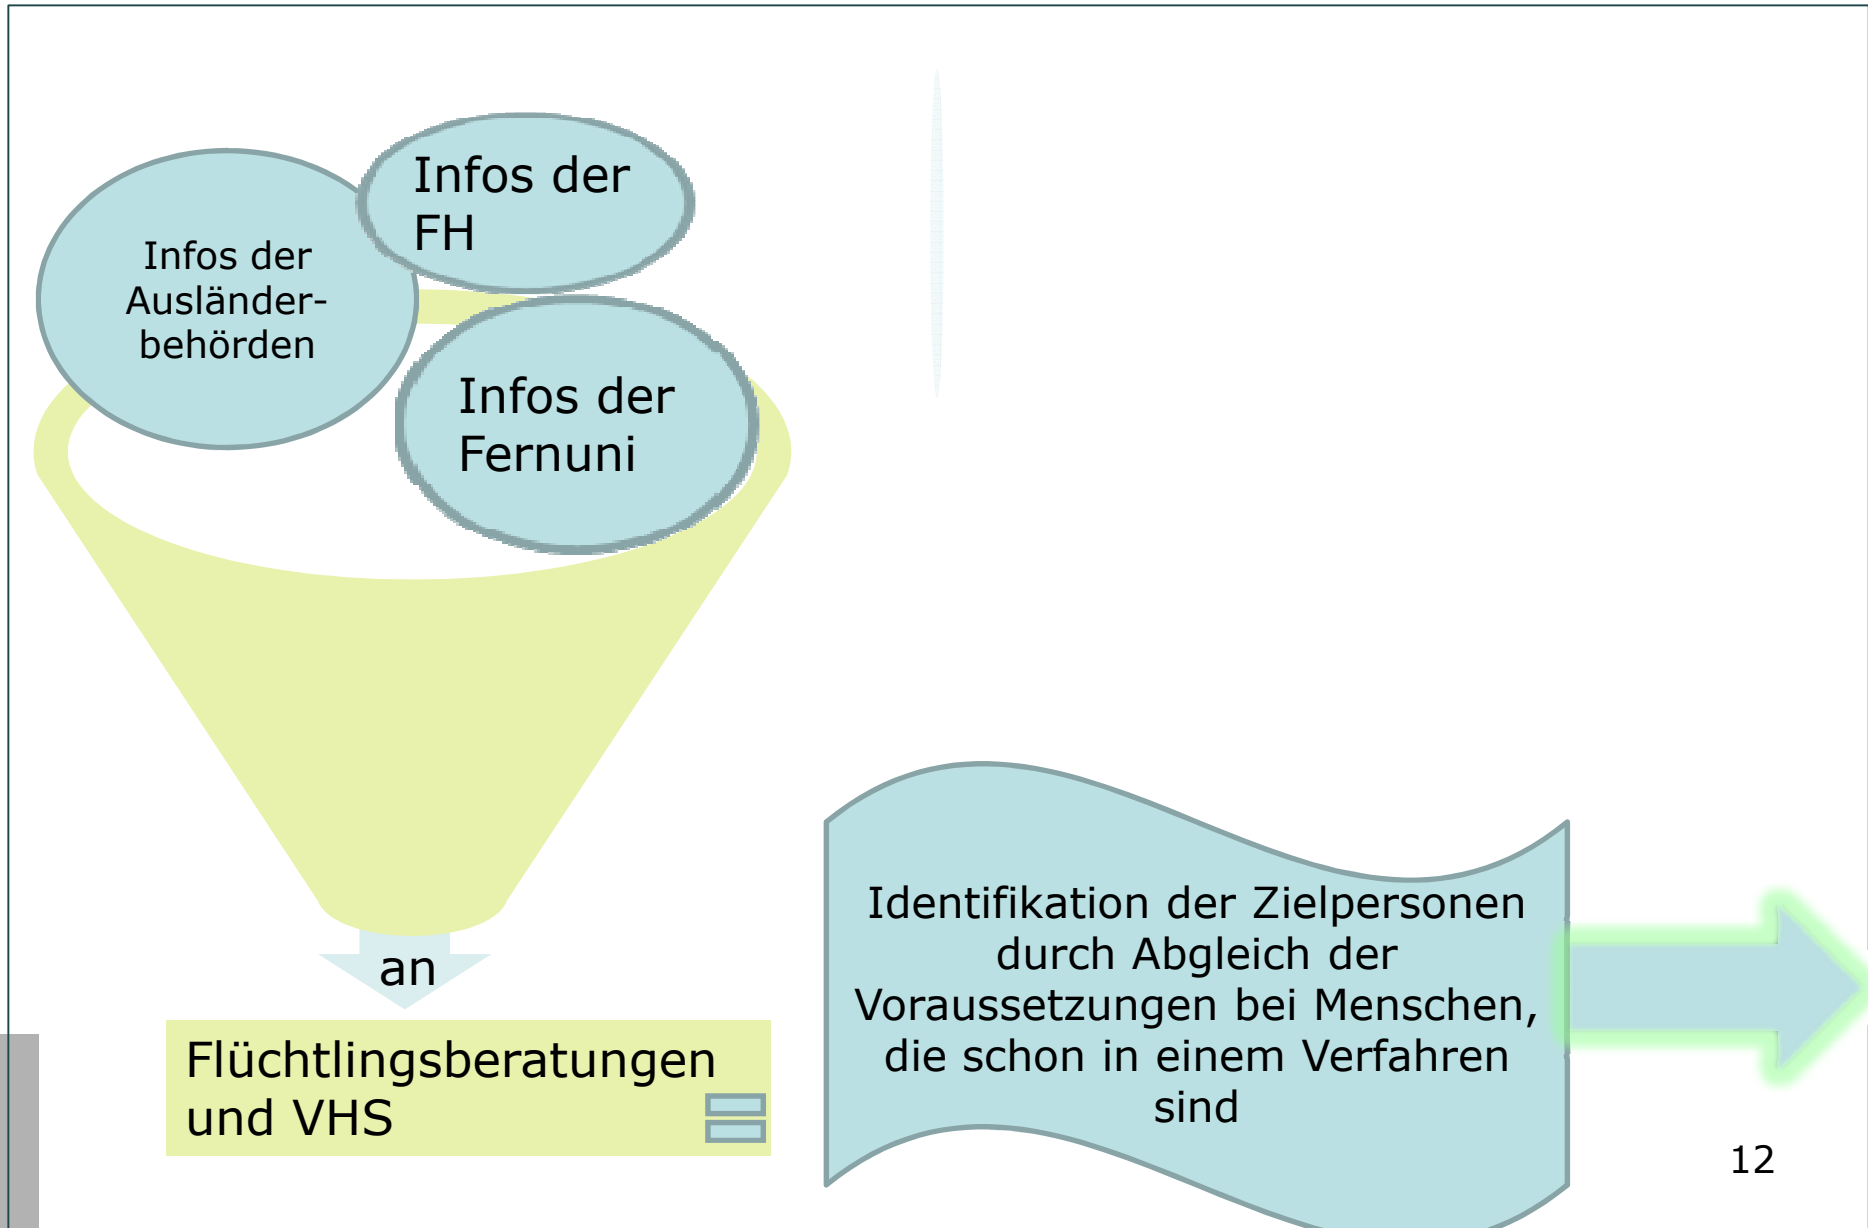 Infos der
FH
Infos der
Ausländer-
behörden
Infos der
Fernuni
an
Flüchtlingsberatungen
und VHS
Identifikation der Zielpersonen
durch Abgleich der
Voraussetzungen bei Menschen,
die schon in einem Verfahren
sind
12